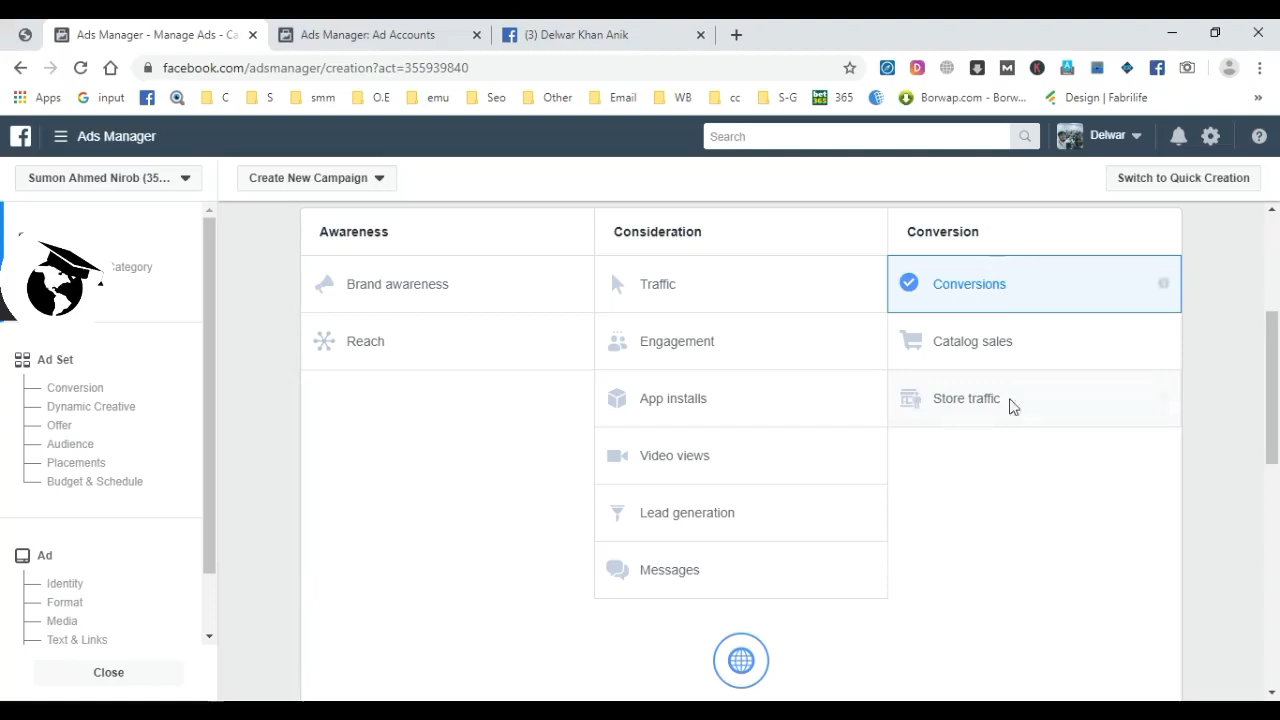 Ads Manager - Manage Ads - Ca
Ads Manager: Ad Accounts
(3) Delwar Khan Anik
facebook.com/adsmanager/creation?act=355939840
Apps
input
C
S
smm
O.E
emu
Seo
Other
Email
WB
cc
S-G
bet365
365
Borwap.com - Borw...
Design | Fabrilife
Ads Manager
Search
Delwar
Sumon Ahmed Nirob (35...
Create New Campaign
Switch to Quick Creation
Category
Ad Set
Conversion
Dynamic Creative
Offer
Audience
Placements
Budget & Schedule
Ad
Identity
Format
Media
Text & Links
Close
Awareness
Brand awareness
Reach
Consideration
Traffic
Engagement
App installs
Video views
Lead generation
Messages
Conversion
Conversions
Catalog sales
Store traffic